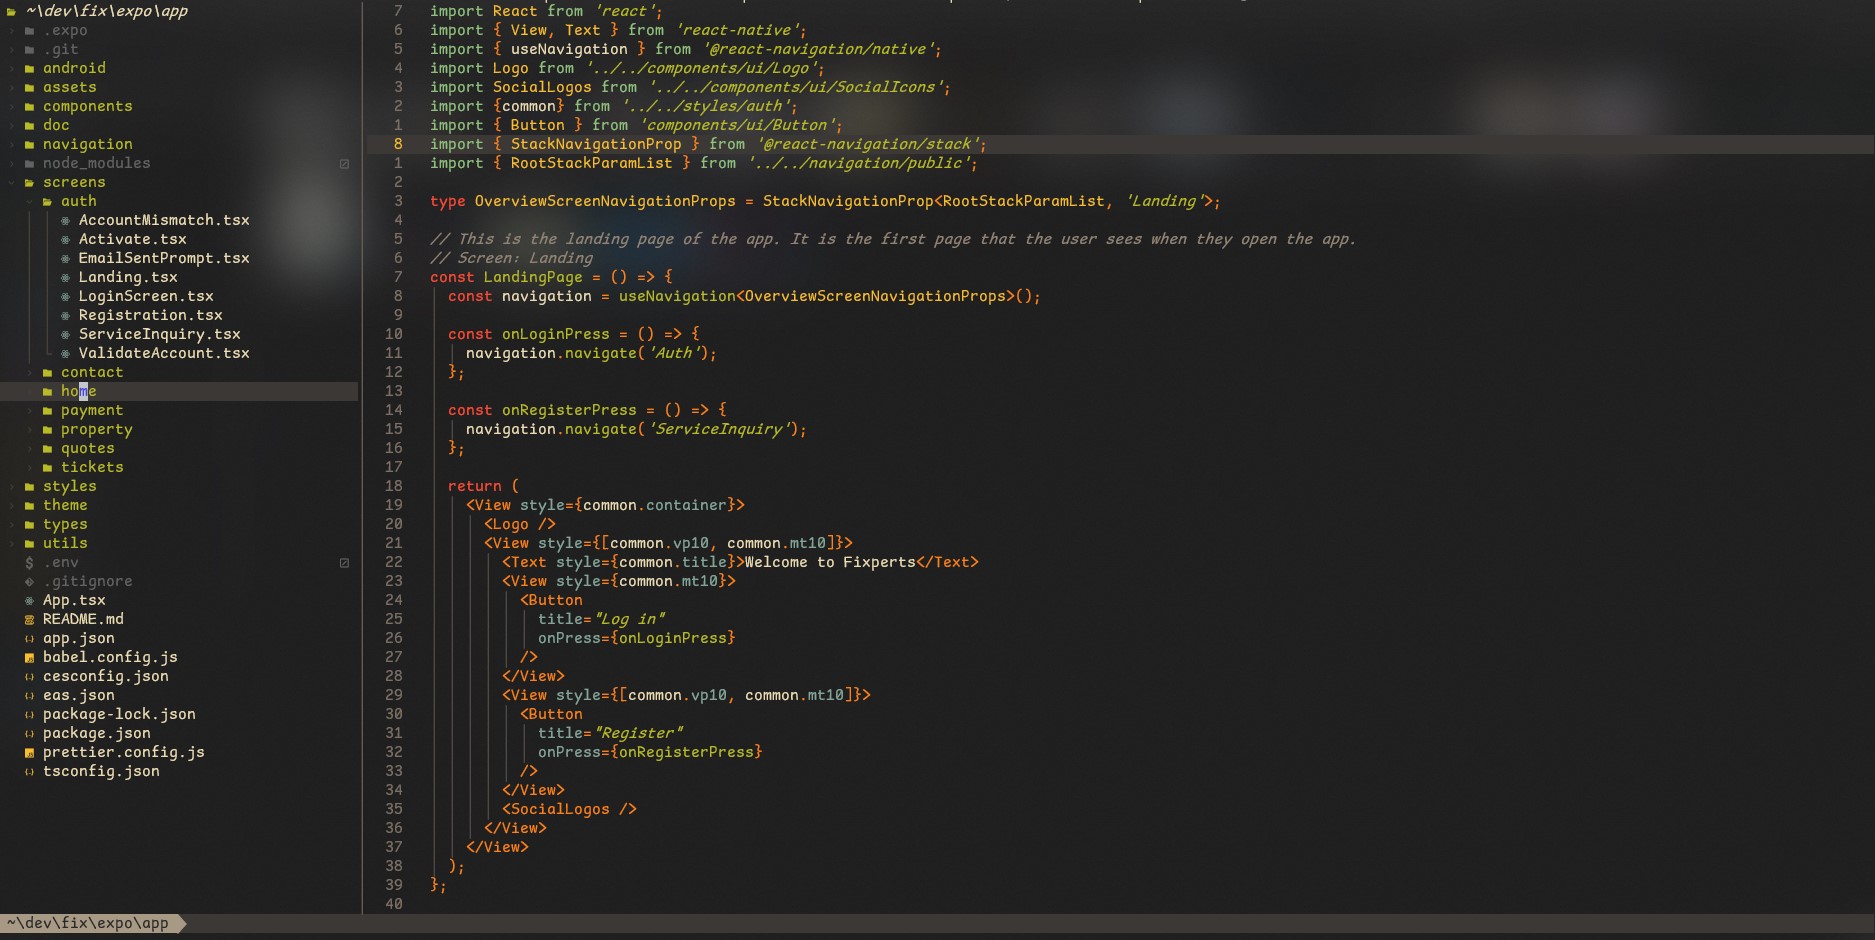 ~\dev\fix\expo\app
.expo
.git
android
assets
components
doc
navigation
node_modules
screens
auth
AccountMismatch.tsx
Activate.tsx
EmailSentPrompt.tsx
Landing.tsx
LoginScreen.tsx
Registration.tsx
ServiceInquiry.tsx
ValidateAccount.tsx
contact
home
payment
property
quotes
tickets
styles
theme
types
utils
.env
.gitignore
App.tsx
README.md
app.json
babel.config.js
cesconfig.json
eas.json
package-lock.json
package.json
prettier.config.js
tsconfig.json
7 import React from 'react';
6 import { View, Text } from 'react-native';
5 import { useNavigation } from '@react-navigation/native';
4 import Logo from '../../components/ui/Logo';
3 import SocialLogos from '../../components/ui/SocialIcons';
2 import {common} from '../../styles/auth';
1 import { Button } from 'components/ui/Button';
8 import { StackNavigationProp } from '@react-navigation/stack';
1 import { RootStackParamList } from '../../navigation/public';
2
3 type OverviewScreenNavigationProps = StackNavigationProp<RootStackParamList, 'Landing'>;
4
5 // This is the landing page of the app. It is the first page that the user sees when they open the app.
6 // Screen: Landing
7 const LandingPage = () => {
8 const navigation = useNavigation<OverviewScreenNavigationProps>();
9
10 const onLoginPress = () => {
11 navigation.navigate('Auth');
12 };
13
14 const onRegisterPress = () => {
15 navigation.navigate('ServiceInquiry');
16 };
17
18 return (
19 <View style={common.container}>
20 <Logo />
21 <View style={[common.vp10, common.mt10]}>
22 <Text style={common.title}>Welcome to Fixperts</Text>
23 <View style={common.mt10}>
24 <Button
25 title="Log in"
26 onPress={onLoginPress}
27 />
28 </View>
29 <View style={[common.vp10, common.mt10]}>
30 <Button
31 title="Register"
32 onPress={onRegisterPress}
33 />
34 </View>
35 <SocialLogos />
36 </View>
37 </View>
38 );
39 };
40
~\dev\fix\expo\app